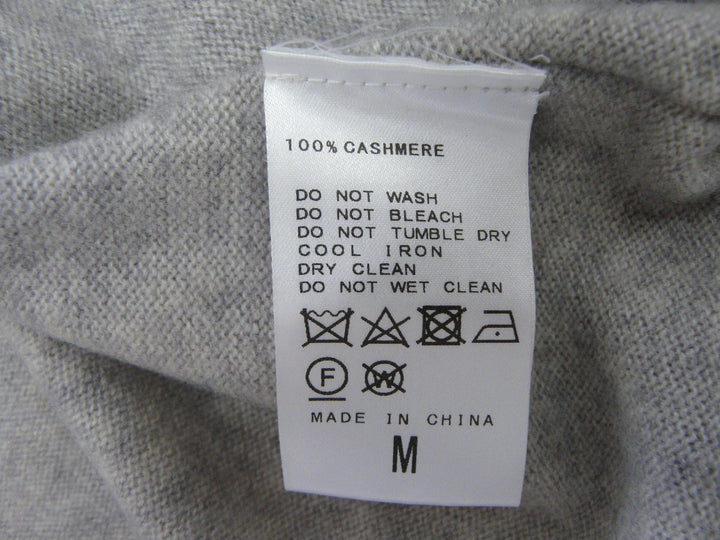 100% CASHMERE
DO NOT WASH
DO NOT BLEACH
DO NOT TUMBLE DRY
COOL IRON
DRY CLEAN
DO NOT WET CLEAN
F W
MADE IN CHINA
M